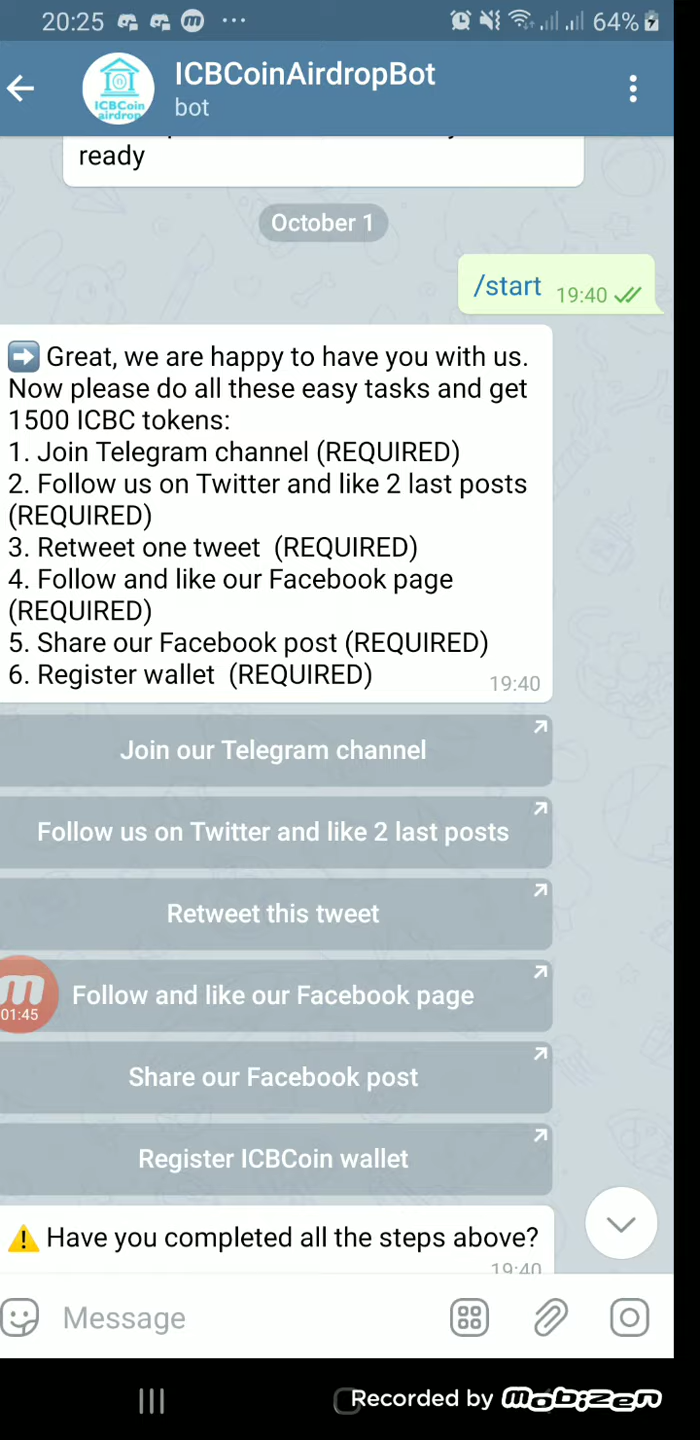 20:25
64%
ICBCoinAirdropBot
bot
ICBCoin
airdrop
ready
October 1
/start 19:40
➡️ Great, we are happy to have you with us.
Now please do all these easy tasks and get
1500 ICBC tokens:
1. Join Telegram channel (REQUIRED)
2. Follow us on Twitter and like 2 last posts
(REQUIRED)
3. Retweet one tweet (REQUIRED)
4. Follow and like our Facebook page
(REQUIRED)
5. Share our Facebook post (REQUIRED)
6. Register wallet (REQUIRED)
19:40
Join our Telegram channel
Follow us on Twitter and like 2 last posts
Retweet this tweet
Follow and like our Facebook page
01:45
Share our Facebook post
Register ICBCoin wallet
⚠️ Have you completed all the steps above?
19:40
Message
Recorded by mobizen